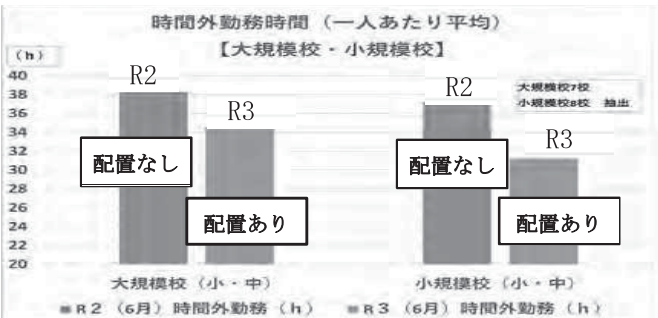 時間外勤務時間（一人あたり平均）
【大規模校・小規模校】
（h）
40
38
36
34
32
30
28
26
24
22
20
R2
R3
配置なし
配置あり
R2
R3
配置なし
配置あり
大規模校7校
小規模校8校　抽出
大規模校（小・中）
小規模校（小・中）
■R2（6月）時間外勤務（h）　■R3（6月）時間外勤務（h）